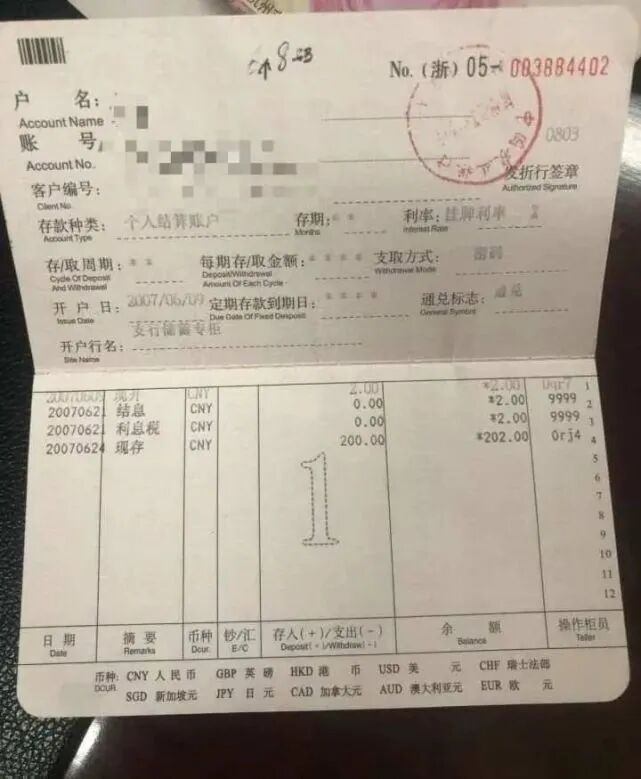 No. (浙) 05- 003884402
户 名:
Account Name
账 号
Account No.
0803
客户编号:
Client No.
发折行签章
Authorized Signature
存款种类: 个人结算账户 存期: * * 利率: 挂牌利率
Account Type Months Interest Rate
存/取周期: * * 每期存/取金额: * * * * 支取方式: 密码
Cycle Of Deposit And Withdrawal Deposit/Withdrawal Amount Of Each Cycle Withdrawal Mode
开 户 日: 2007/06/09 定期存款到期日: * * * * 通兑标志: 通兑
Issue Date Due Date Of Fixed Desposit General Symbol
开户行名: 支行储蓄专柜
Site Name
20070609 现开 CNY 2.00 *2.00 0qr7 1
20070621 结息 CNY 0.00 *2.00 9999 2
20070621 利息税 CNY 0.00 *2.00 9999 3
20070624 现存 CNY 200.00 *202.00 0rj4 4
5
6
7
8
9
10
11
12
1
日 期 摘 要 币种 钞/汇 存入(+)/支出(-) 余 额 操作柜员
Date Remarks Dcur. E/C Deposit(+)/Withdraw(-) Balance Teller
币种: CNY 人民币 GBP 英镑 HKD 港 币 USD 美 元 CHF 瑞士法郎
DCUR. SGD 新加坡元 JPY 日 元 CAD 加拿大元 AUD 澳大利亚元 EUR 欧 元